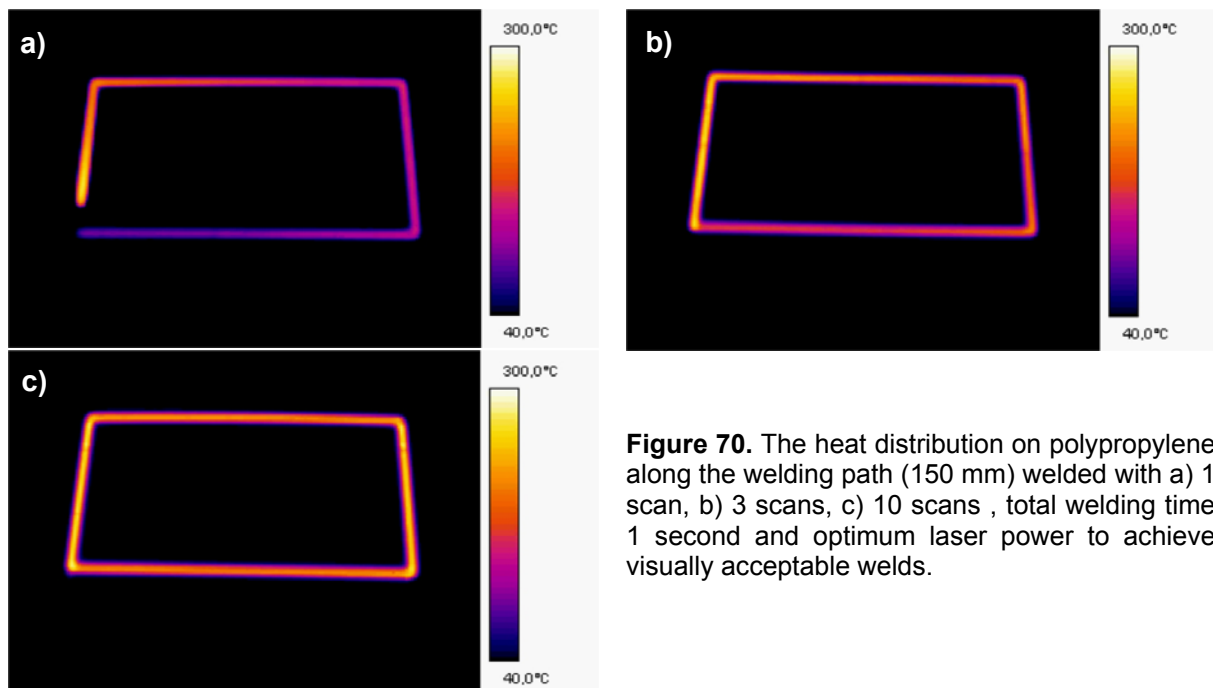 a)
300,0°C
40,0°C
b)
300,0°C
40,0°C
c)
300,0°C
40,0°C
Figure 70. The heat distribution on polypropylene
along the welding path (150 mm) welded with a) 1
scan, b) 3 scans, c) 10 scans , total welding time
1 second and optimum laser power to achieve
visually acceptable welds.